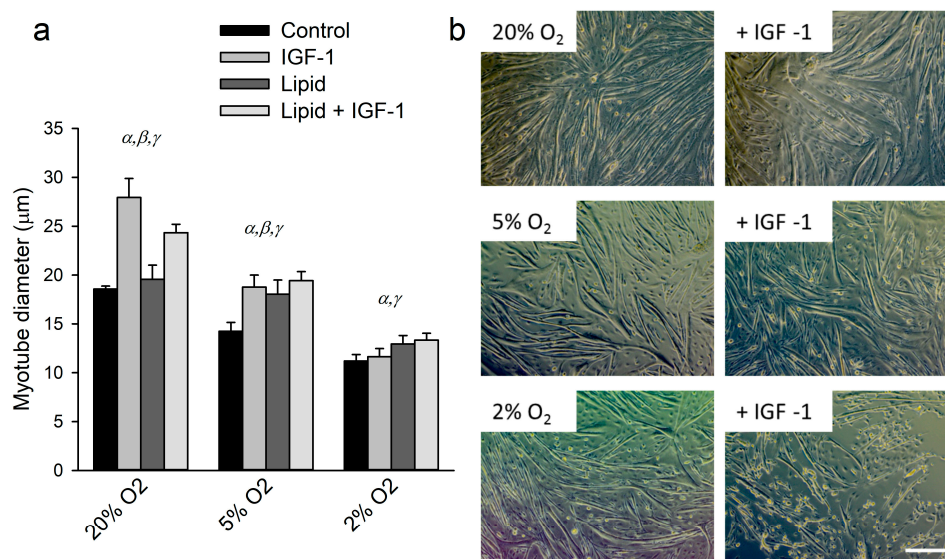 a
Control
IGF-1
Lipid
Lipid + IGF-1
Myotube diameter (μm)
35
30
25
20
15
10
5
0
α,β,γ
α,β,γ
α,γ
20% O2
5% O2
2% O2
b
20% O₂
+ IGF -1
5% O₂
+ IGF -1
2% O₂
+ IGF -1